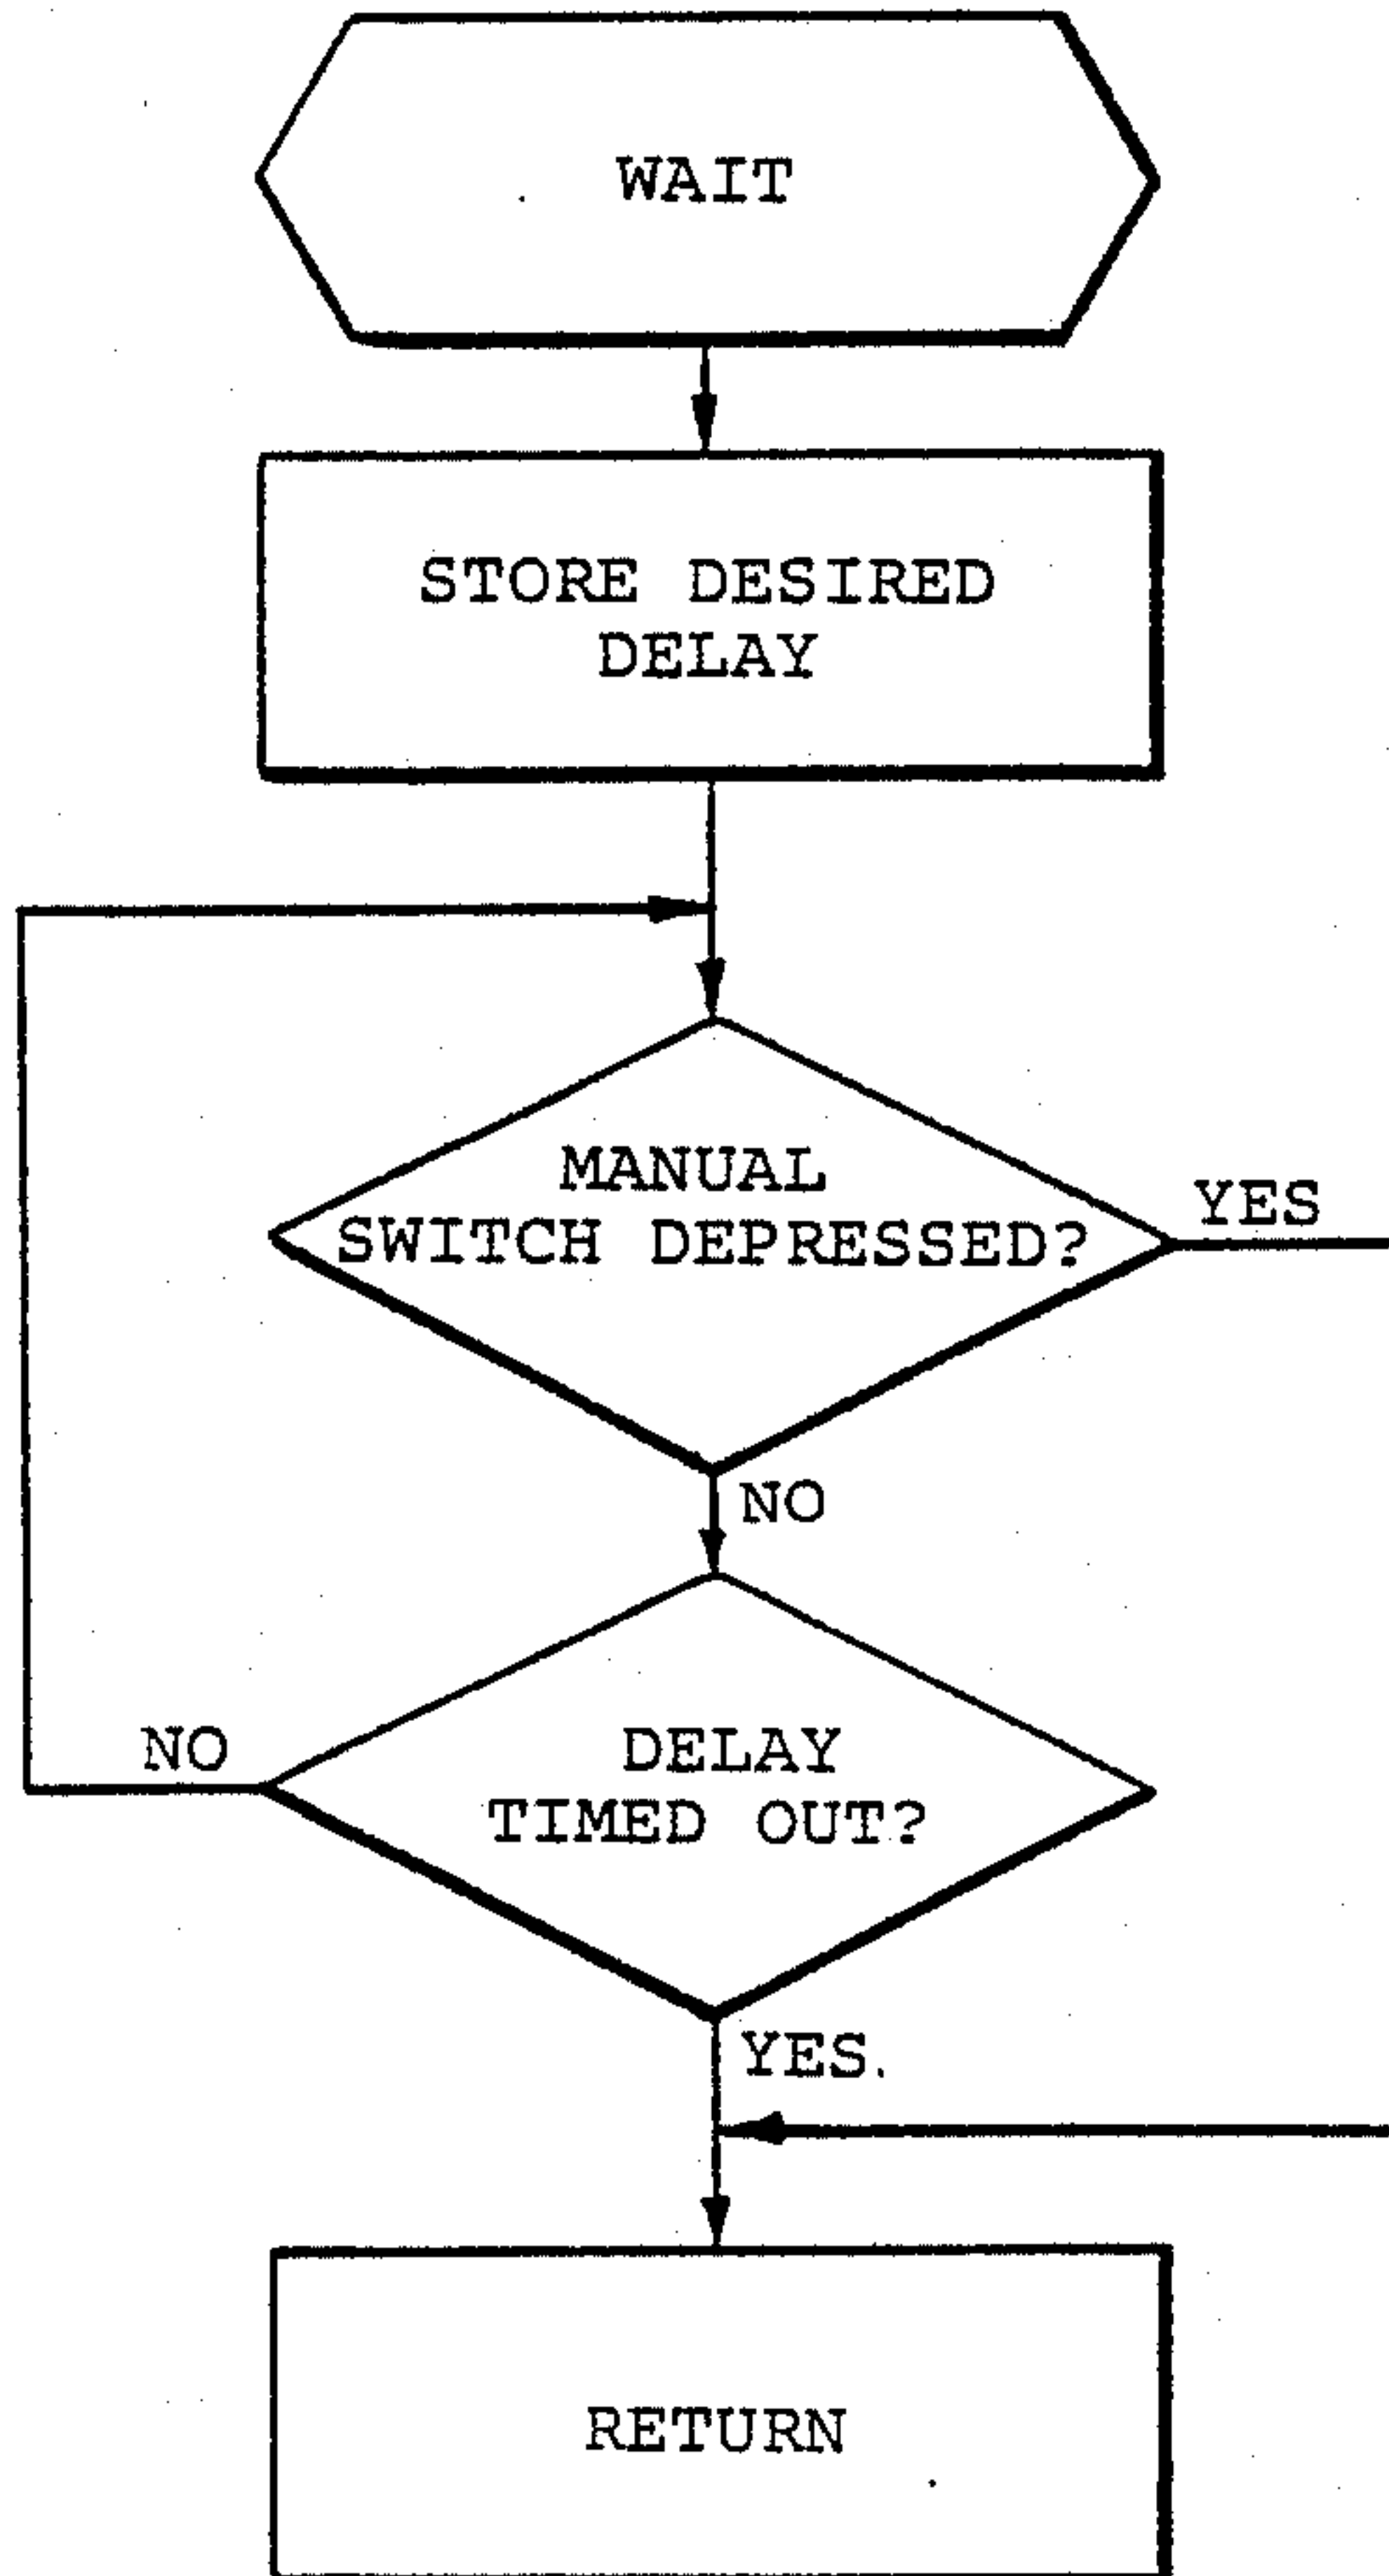 WAIT
STORE DESIRED
DELAY
MANUAL
SWITCH DEPRESSED?
YES
NO
DELAY
TIMED OUT?
NO
YES.
RETURN